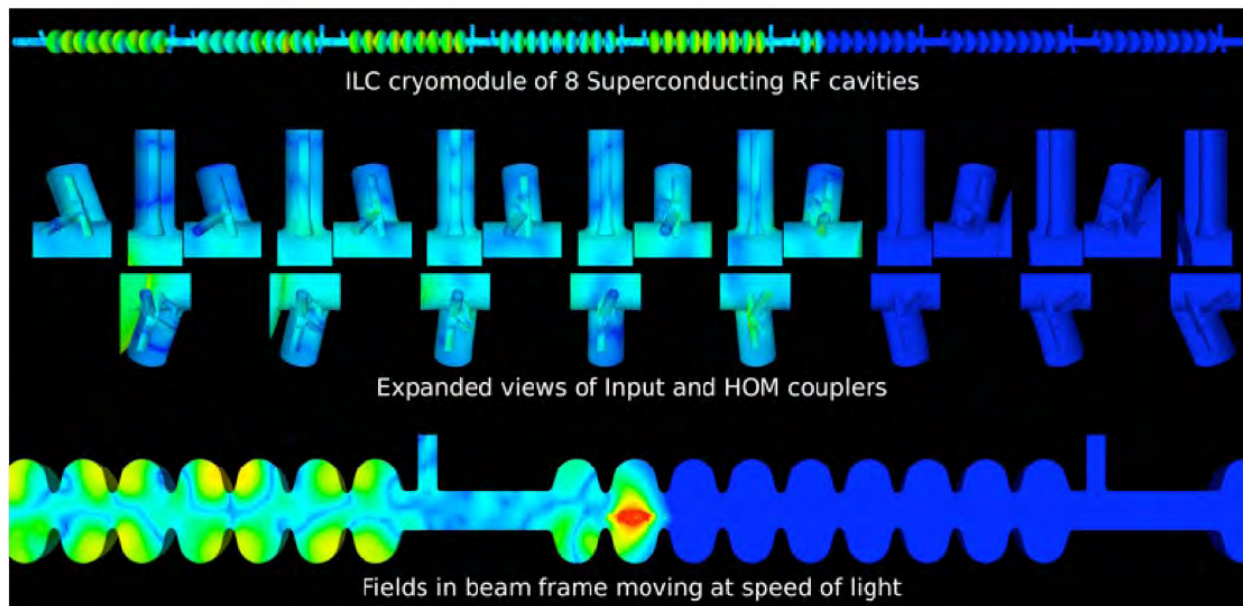 ILC cryomodule of 8 Superconducting RF cavities
Expanded views of Input and HOM couplers
Fields in beam frame moving at speed of light